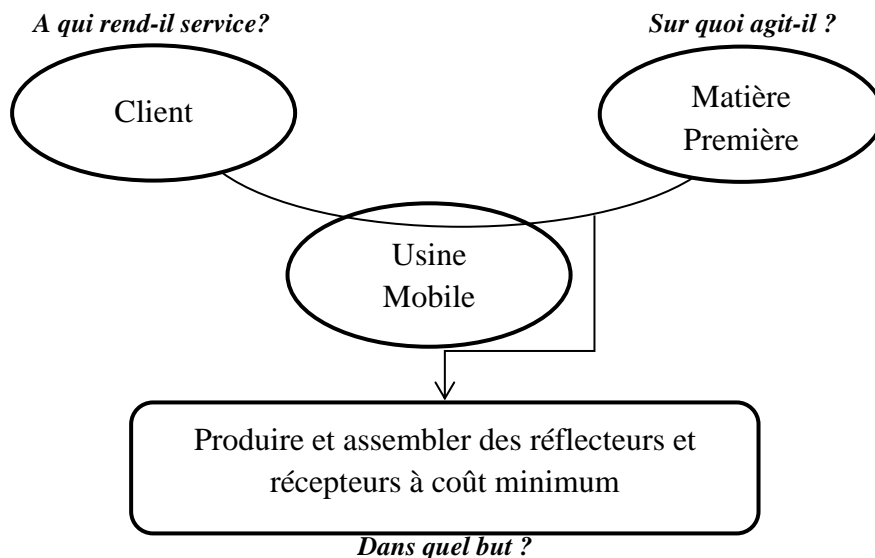 A qui rend-il service?
Sur quoi agit-il ?
Client
Matière
Première
Usine
Mobile
Produire et assembler des réflecteurs et
récepteurs à coût minimum
Dans quel but ?